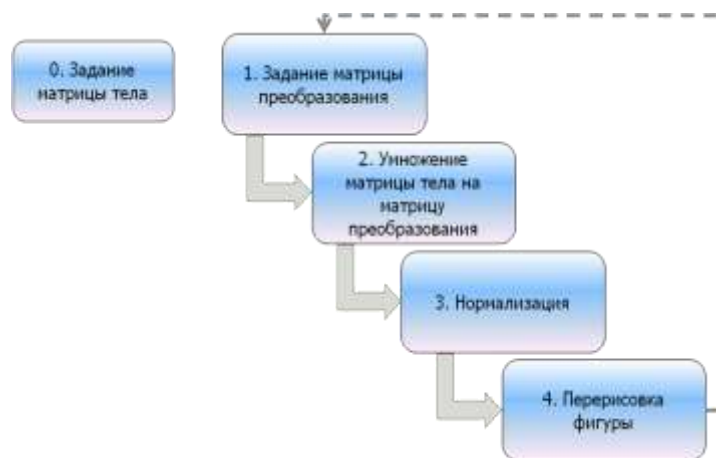 0. Задание
матрицы тела
1. Задание матрицы
преобразования
2. Умножение
матрицы тела на
матрицу
преобразования
3. Нормализация
4. Перерисовка
фигуры